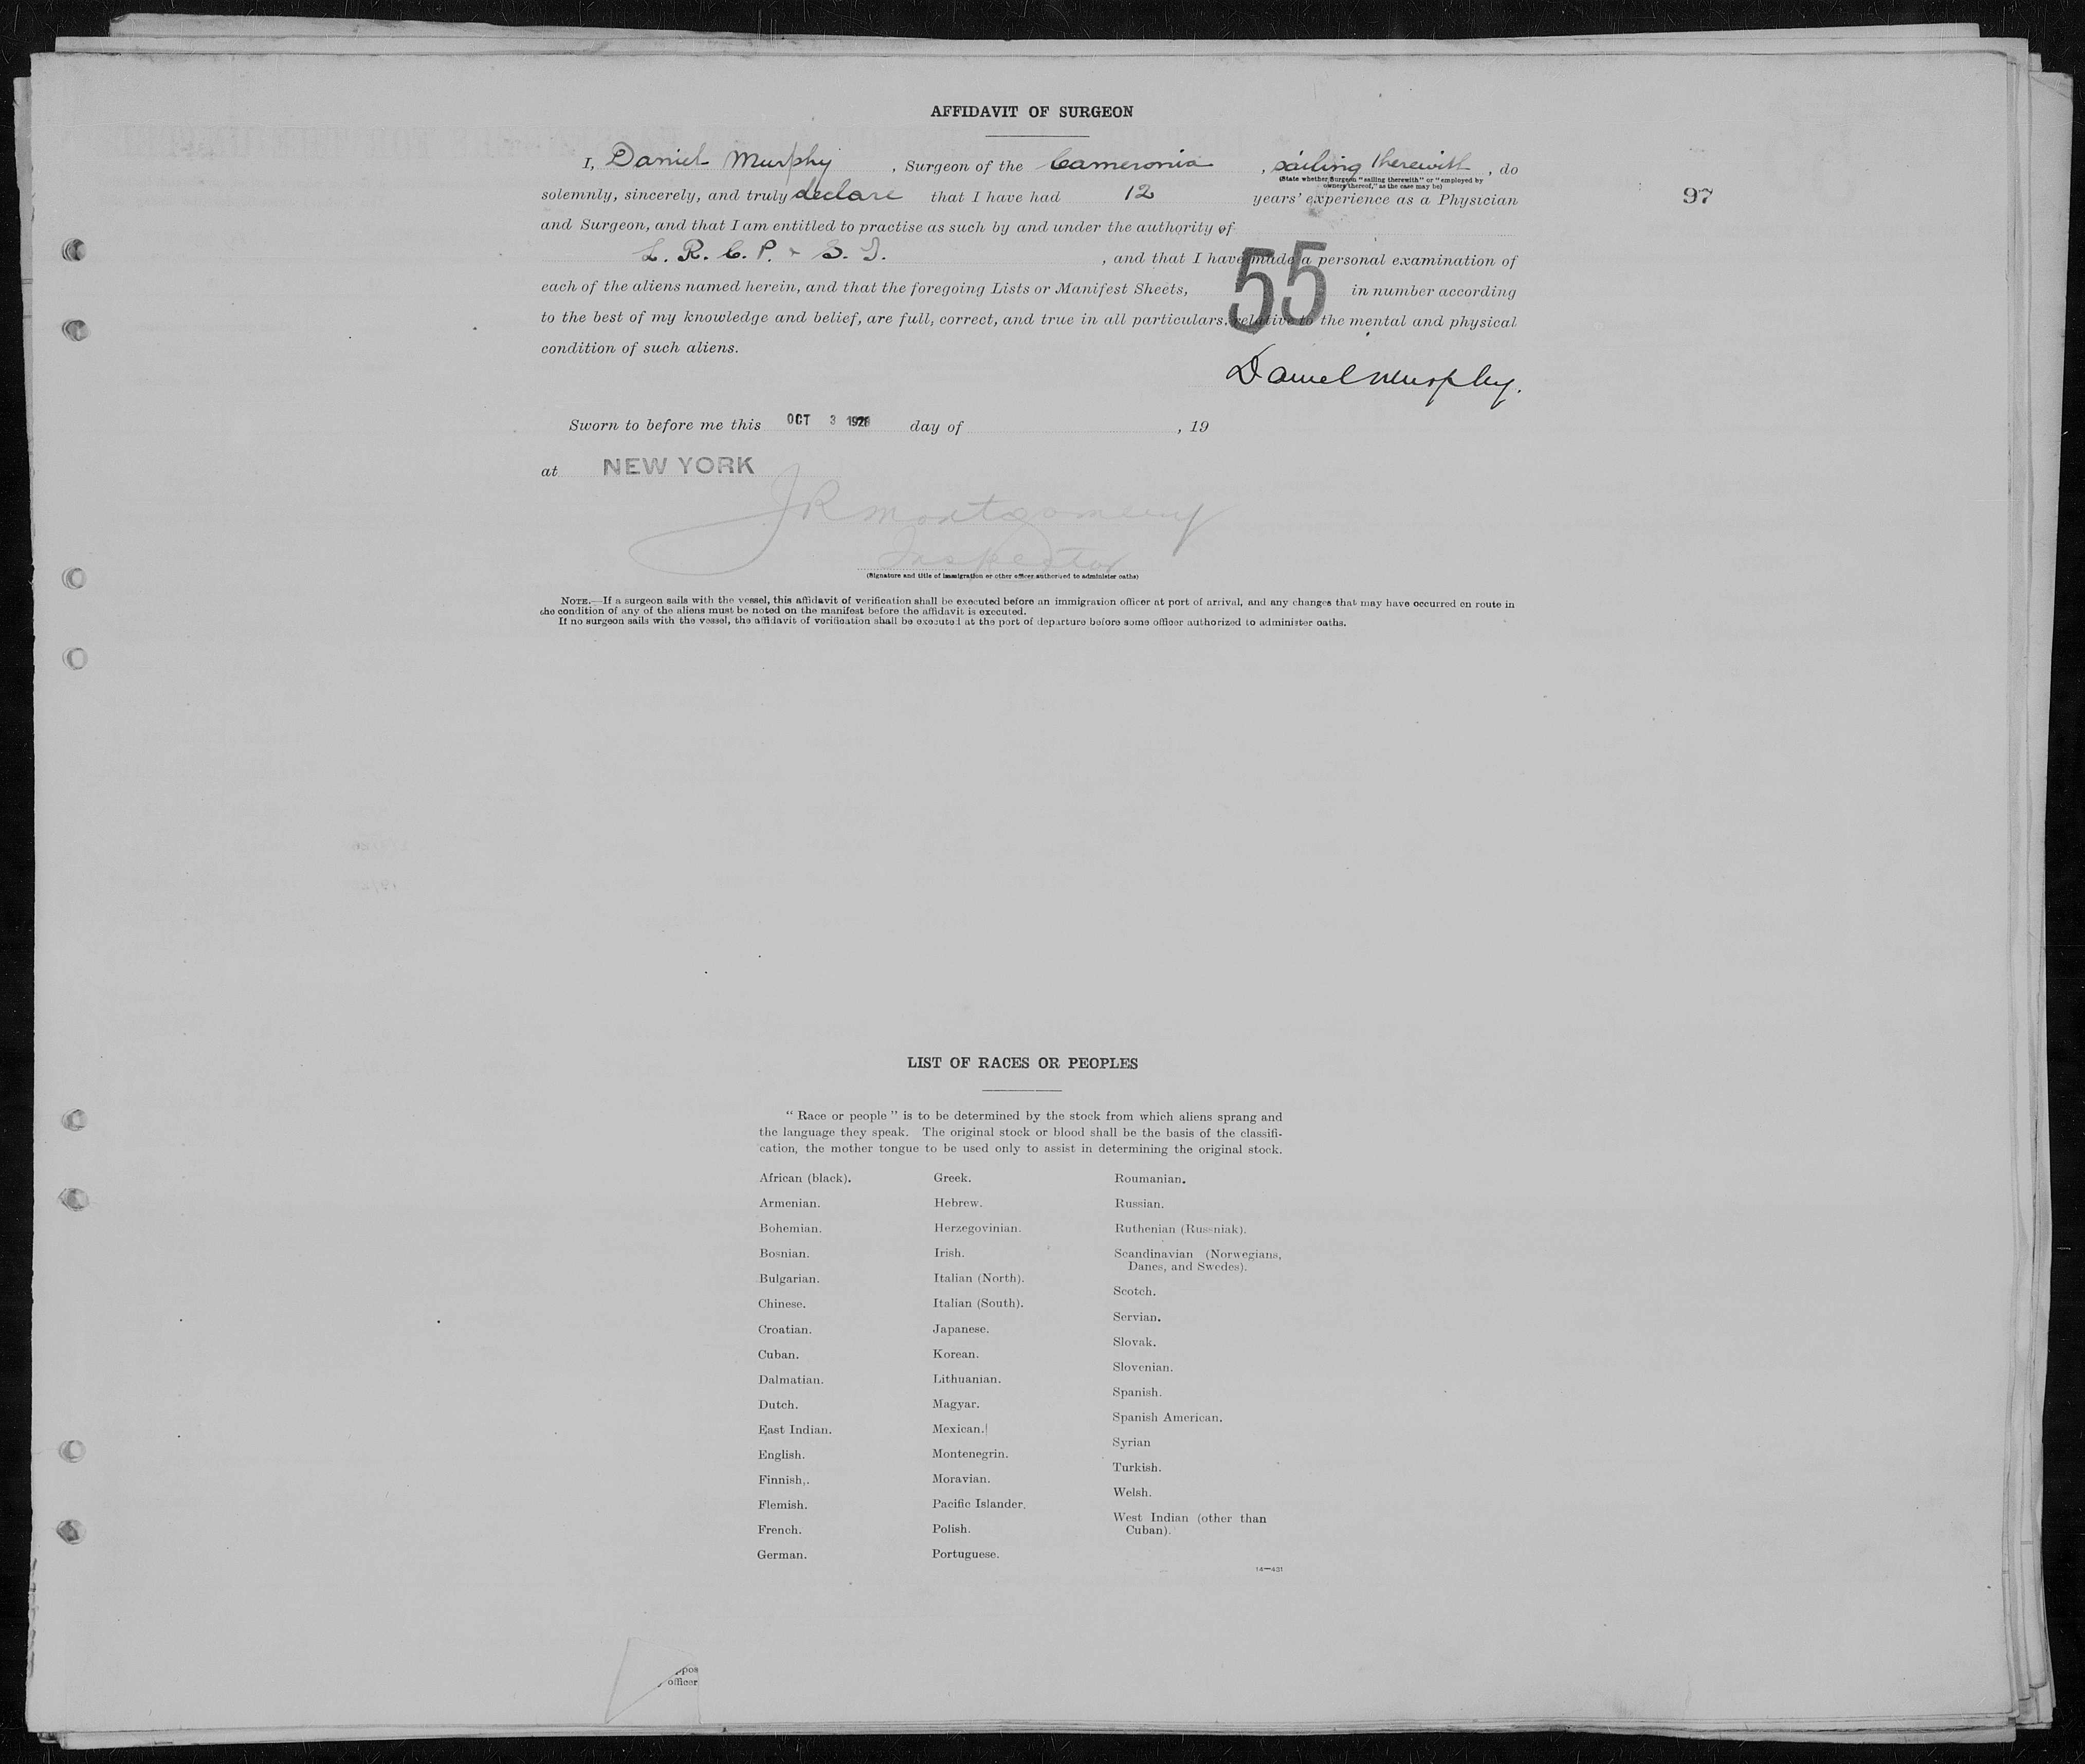 AFFIDAVIT OF SURGEON
I, Daniel Murphy, Surgeon of the Cameronia, sailing therewith, do
(State whether Surgeon "sailing therewith" or "employed by
owners thereof," as the case may be)
97
solemnly, sincerely, and truly declare that I have had 12 years' experience as a Physician
and Surgeon, and that I am entitled to practise as such by and under the authority of
L. R. C. P. & S. I., and that I have made a personal examination of
each of the aliens named herein, and that the foregoing Lists or Manifest Sheets, 55 in number according
to the best of my knowledge and belief, are full, correct, and true in all particulars, relative to the mental and physical
condition of such aliens.
Daniel Murphy.
Sworn to before me this OCT 3 day of , 19
at NEW YORK
J R Montgomery
Inspector
(Signature and title of immigration or other officer authorized to administer oaths)
NOTE.—If a surgeon sails with the vessel, this affidavit of verification shall be executed before an immigration officer at port of arrival, and any changes that may have occurred en route in
the condition of any of the aliens must be noted on the manifest before the affidavit is executed.
If no surgeon sails with the vessel, the affidavit of verification shall be executed at the port of departure before some officer authorized to administer oaths.
LIST OF RACES OR PEOPLES
"Race or people" is to be determined by the stock from which aliens sprang and
the language they speak. The original stock or blood shall be the basis of the classifi-
cation, the mother tongue to be used only to assist in determining the original stock.
African (black).
Armenian.
Bohemian.
Bosnian.
Bulgarian.
Chinese.
Croatian.
Cuban.
Dalmatian.
Dutch.
East Indian.
English.
Finnish.
Flemish.
French.
German.
Greek.
Hebrew.
Herzegovinian.
Irish.
Italian (North).
Italian (South).
Japanese.
Korean.
Lithuanian.
Magyar.
Mexican.
Montenegrin.
Moravian.
Pacific Islander.
Polish.
Portuguese.
Roumanian.
Russian.
Ruthenian (Russniak).
Scandinavian (Norwegians,
Danes, and Swedes).
Scotch.
Servian.
Slovak.
Slovenian.
Spanish.
Spanish American.
Syrian
Turkish.
Welsh.
West Indian (other than
Cuban).
14—431
officer